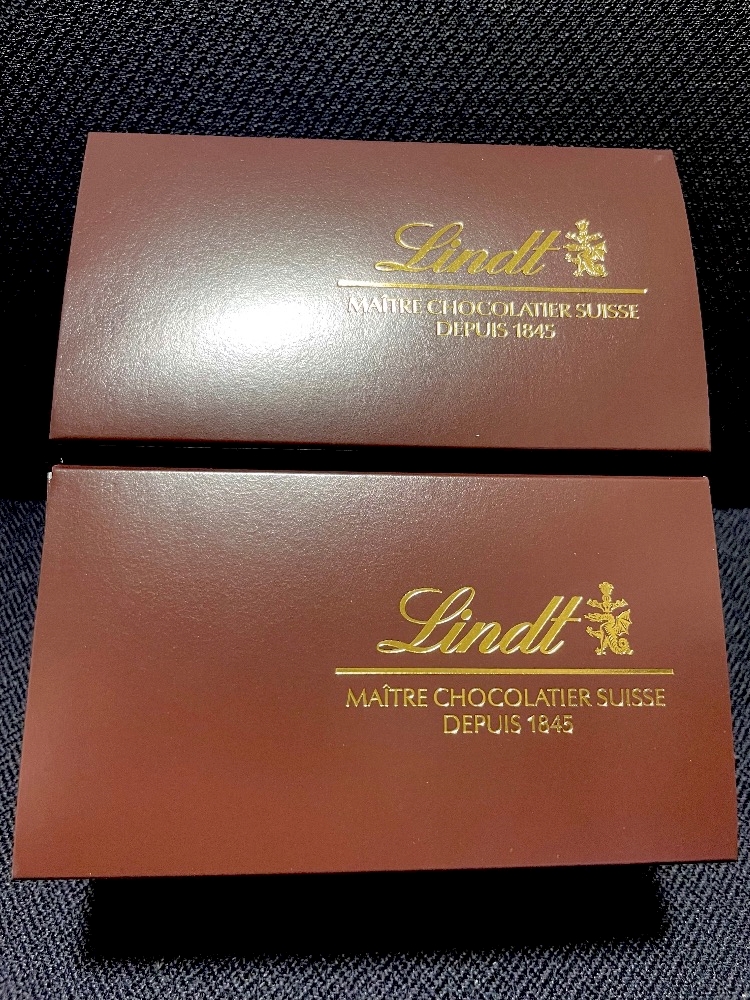 Lindt
MAÎTRE CHOCOLATIER SUISSE
DEPUIS 1845
Lindt
MAÎTRE CHOCOLATIER SUISSE
DEPUIS 1845